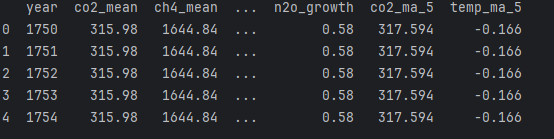 year co2_mean ch4_mean ... n2o_growth co2_ma_5 temp_ma_5
0 1750 315.98 1644.84 ... 0.58 317.594 -0.166
1 1751 315.98 1644.84 ... 0.58 317.594 -0.166
2 1752 315.98 1644.84 ... 0.58 317.594 -0.166
3 1753 315.98 1644.84 ... 0.58 317.594 -0.166
4 1754 315.98 1644.84 ... 0.58 317.594 -0.166